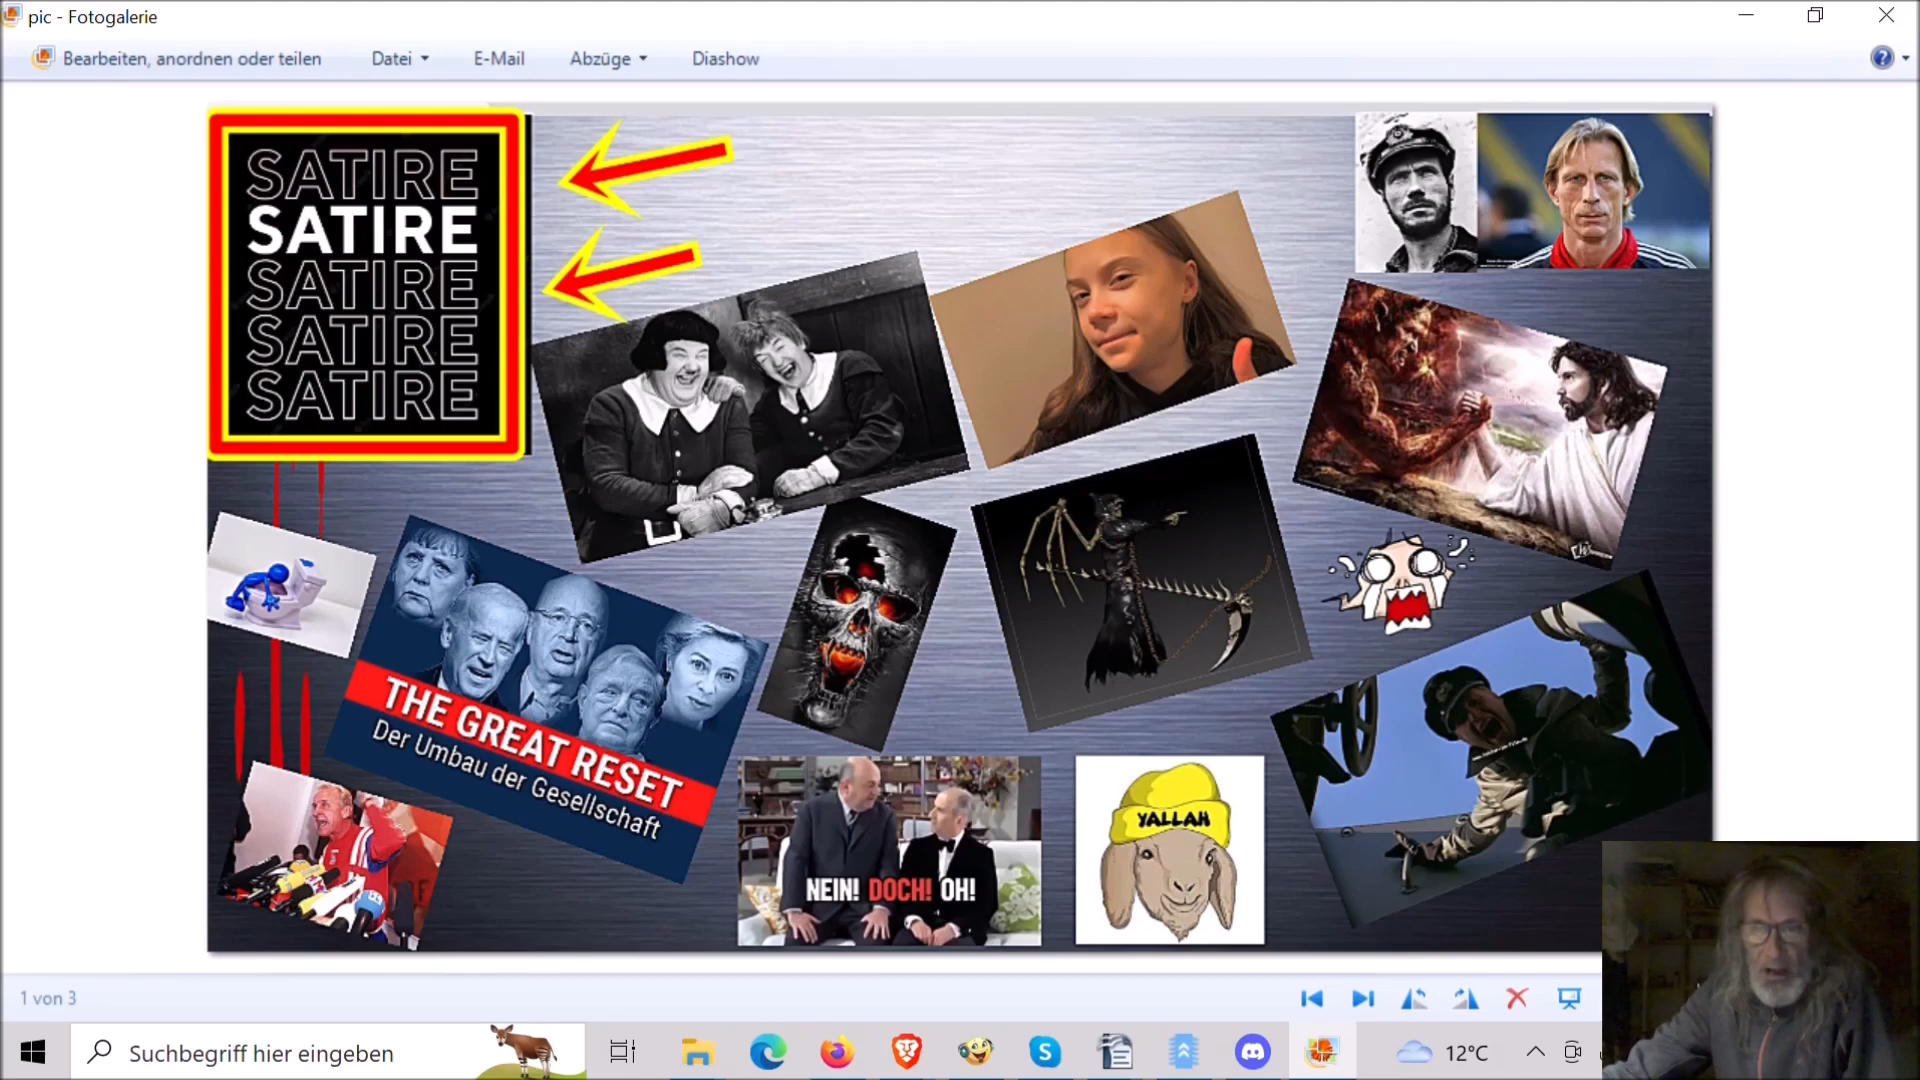 pic - Fotogalerie
Bearbeiten, anordnen oder teilen
Datei
E-Mail
Abzüge
Diashow
SATIRE
SATIRE
SATIRE
SATIRE
SATIRE
THE GREAT RESET
Der Umbau der Gesellschaft
NEIN! DOCH! OH!
YALLAH
1 von 3
Suchbegriff hier eingeben
12°C